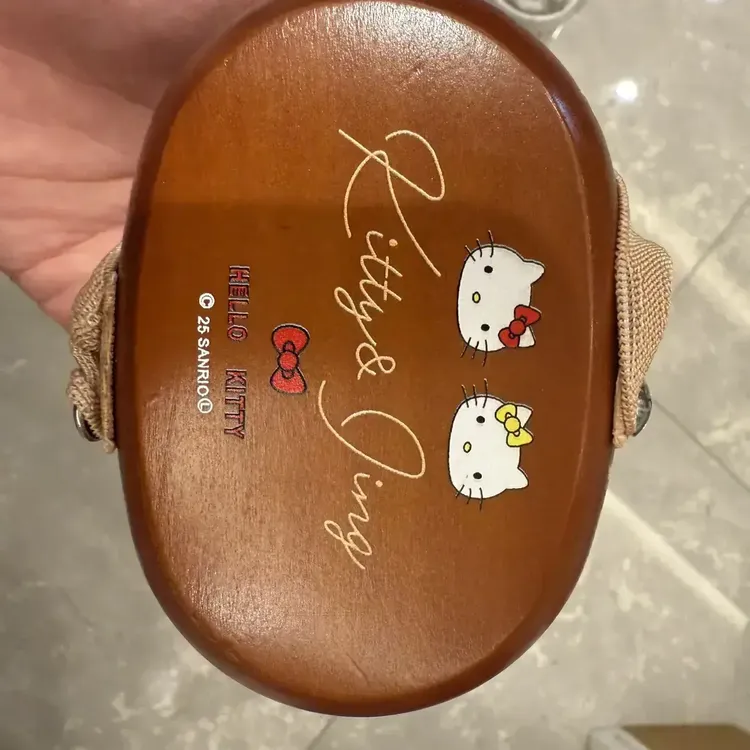 Kitty & Jing
HELLO KITTY
© 25 SANRIO Ⓛ